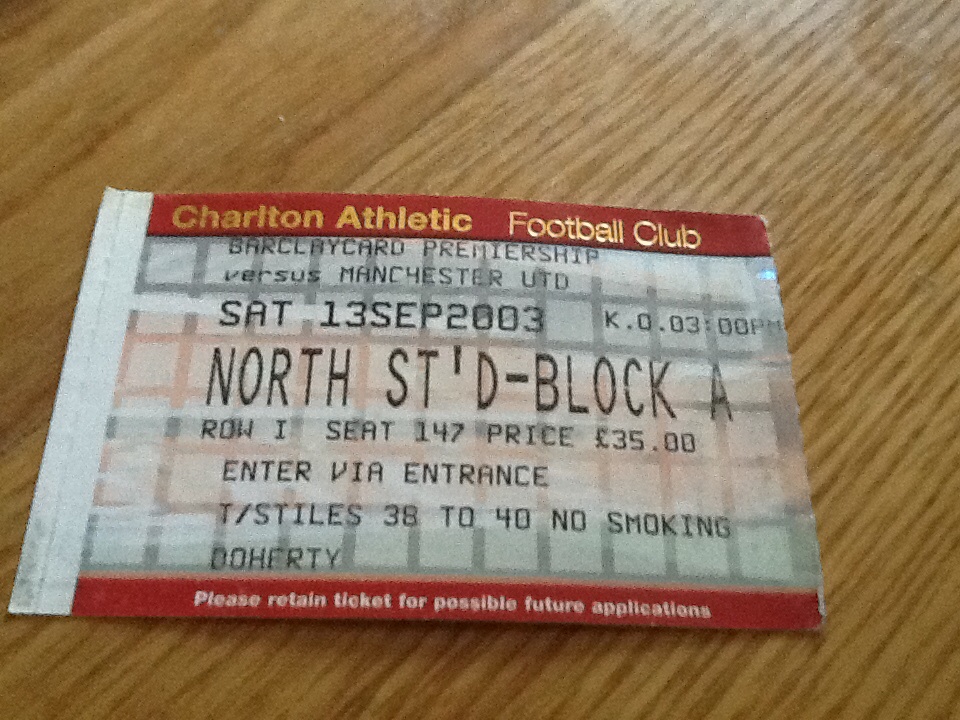 Charlton Athletic Football Club
BARCLAYCARD PREMIERSHIP
versus MANCHESTER UTD
SAT 13SEP2003 K.O.03:00PM
NORTH ST'D-BLOCK A
ROW I SEAT 147 PRICE £35.00
ENTER VIA ENTRANCE
T/STILES 38 TO 40 NO SMOKING
DOHERTY
Please retain ticket for possible future applications